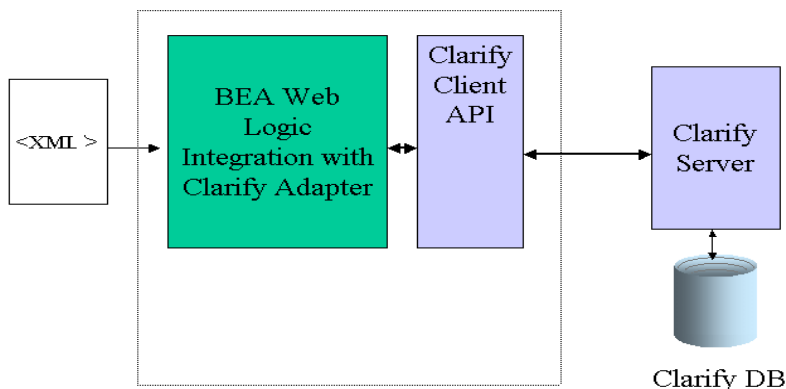 <XML >
BEA Web
Logic
Integration with
Clarify Adapter
Clarify
Client
API
Clarify
Server
Clarify DB